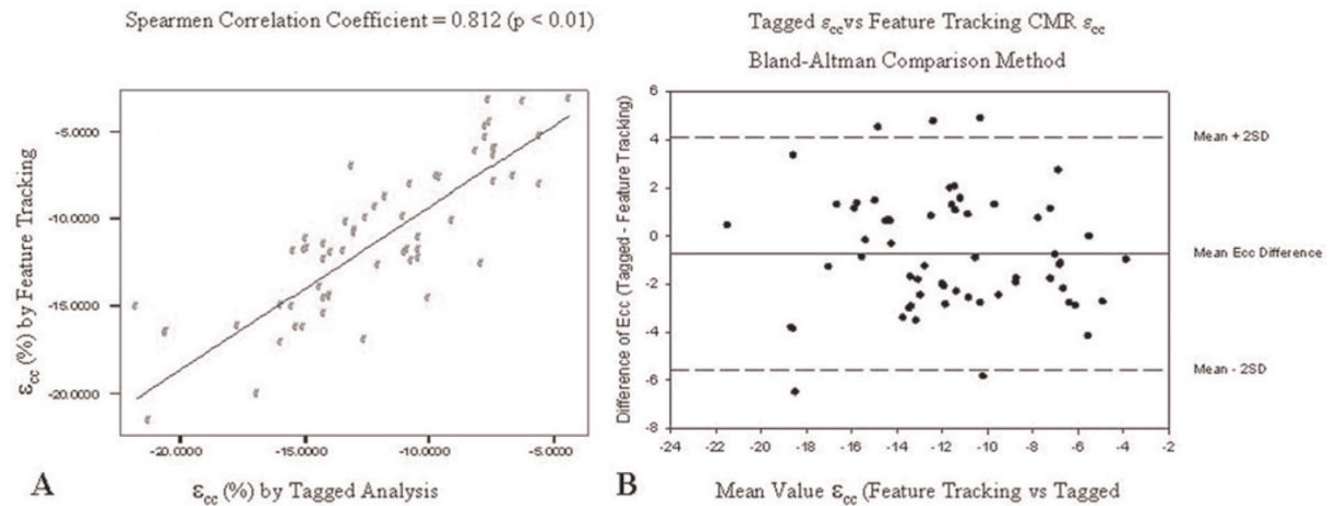 Spearmen Correlation Coefficient = 0.812 (p < 0.01)
-5.0000
-10.0000
-15.0000
-20.0000
εcc (%) by Feature Tracking
-20.0000 -15.0000 -10.0000 -5.0000
A
εcc (%) by Tagged Analysis
Tagged εcc vs Feature Tracking CMR εcc
Bland-Altman Comparison Method
6
4
2
0
-2
-4
-6
-8
Difference of Ecc (Tagged - Feature Tracking)
Mean + 2SD
Mean Ecc Difference
Mean - 2SD
-24 -22 -20 -18 -16 -14 -12 -10 -8 -6 -4 -2
B
Mean Value εcc (Feature Tracking vs Tagged